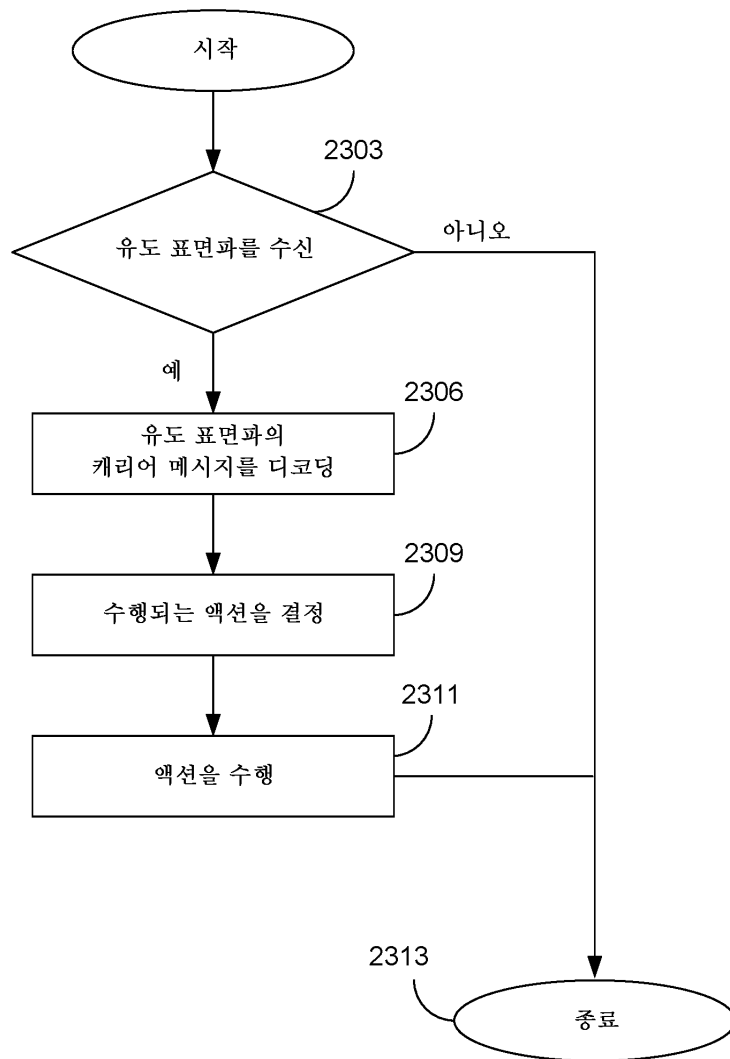 시작
2303
유도 표면파를 수신
아니오
예
2306
유도 표면파의
캐리어 메시지를 디코딩
2309
수행되는 액션을 결정
2311
액션을 수행
2313
종료